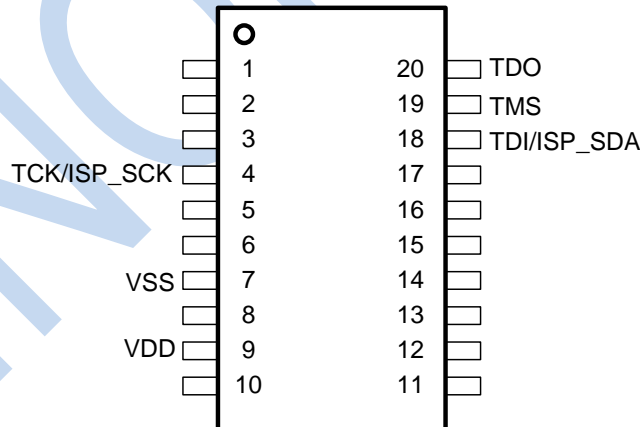 1 20 TDO
2 19 TMS
3 18 TDI/ISP_SDA
TCK/ISP_SCK 4 17
5 16
6 15
VSS 7 14
8 13
VDD 9 12
10 11